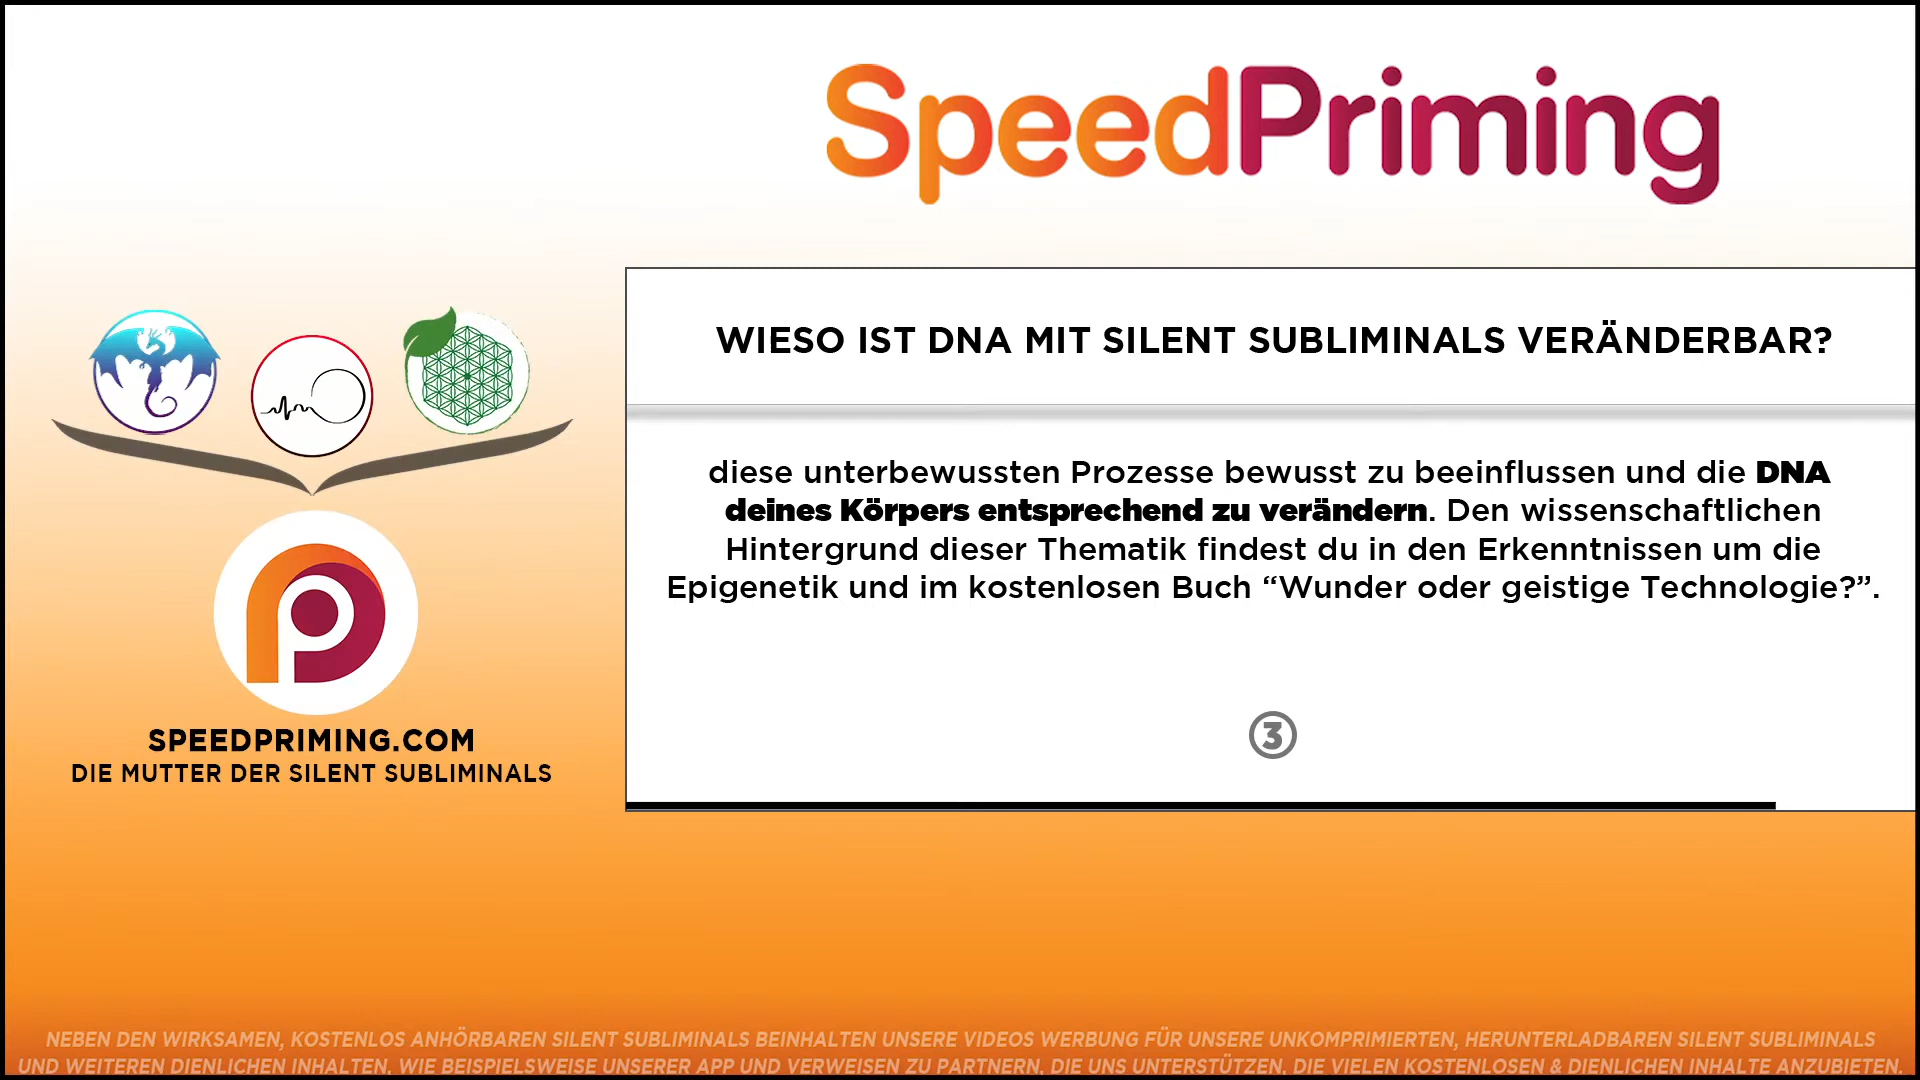 SpeedPriming
WIESO IST DNA MIT SILENT SUBLIMINALS VERÄNDERBAR?
diese unterbewussten Prozesse bewusst zu beeinflussen und die DNA
deines Körpers entsprechend zu verändern. Den wissenschaftlichen
Hintergrund dieser Thematik findest du in den Erkenntnissen um die
Epigenetik und im kostenlosen Buch “Wunder oder geistige Technologie?”.
3
SPEEDPRIMING.COM
DIE MUTTER DER SILENT SUBLIMINALS
NEBEN DEN WIRKSAMEN, KOSTENLOS ANHÖRBAREN SILENT SUBLIMINALS BEINHALTEN UNSERE VIDEOS WERBUNG FÜR UNSERE UNKOMPRIMIERTEN, HERUNTERLADBAREN SILENT SUBLIMINALS
UND WEITEREN DIENLICHEN INHALTEN, WIE BEISPIELSWEISE UNSERER APP UND VERWEISEN ZU PARTNERN, DIE UNS UNTERSTÜTZEN, DIE VIELEN KOSTENLOSEN & DIENLICHEN INHALTE ANZUBIETEN.